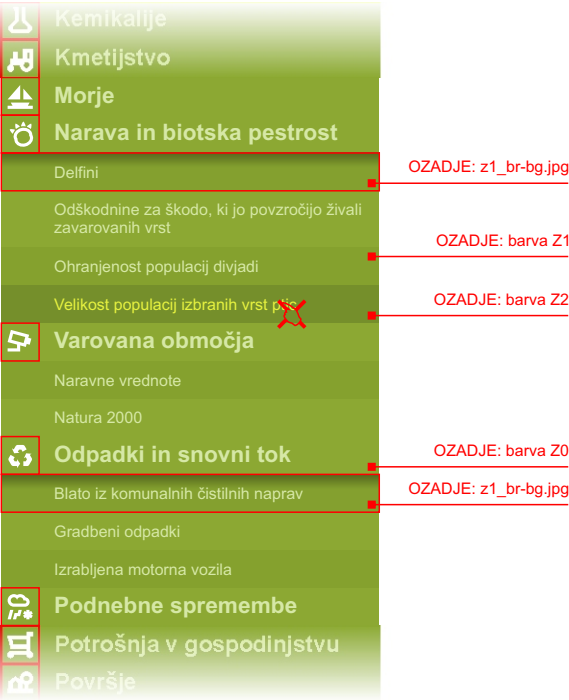 Kemikalije
Kmetijstvo
Morje
Narava in biotska pestrost
Delfini
OZADJE: z1_br-bg.jpg
Odškodnine za škodo, ki jo povzročijo živali
zavarovanih vrst
OZADJE: barva Z1
Ohranjenost populacij divjadi
OZADJE: barva Z2
Velikost populacij izbranih vrst ptic
Varovana območja
Naravne vrednote
Natura 2000
Odpadki in snovni tok
OZADJE: barva Z0
Blato iz komunalnih čistilnih naprav
OZADJE: z1_br-bg.jpg
Gradbeni odpadki
Izrabljena motorna vozila
Podnebne spremembe
Potrošnja v gospodinjstvu
Površje